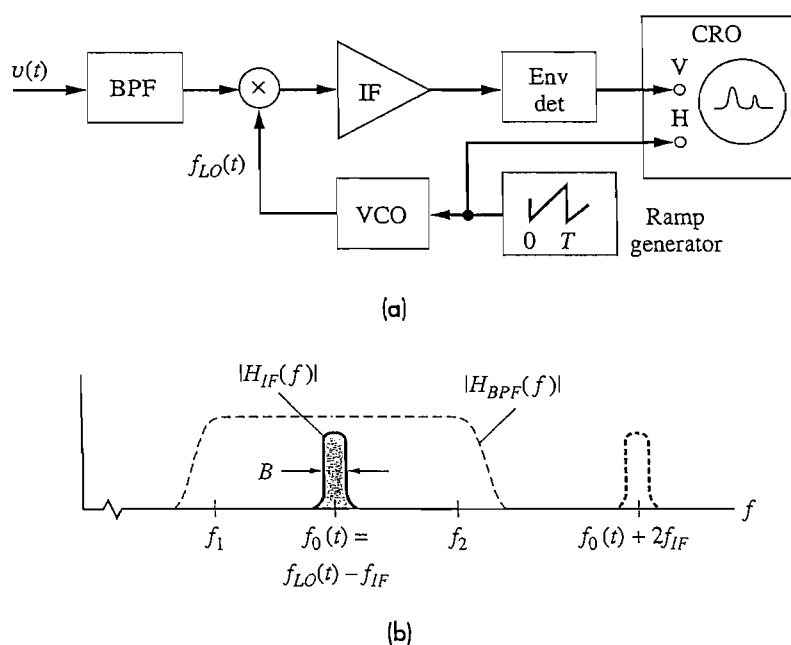 CRO
υ(t)
BPF
×
IF
Env
det
V
H
f_LO(t)
VCO
0 T
Ramp
generator
(a)
|H_IF(f)|
|H_BPF(f)|
B
f
f_1
f_0(t) =
f_LO(t) − f_IF
f_2
f_0(t) + 2f_IF
(b)